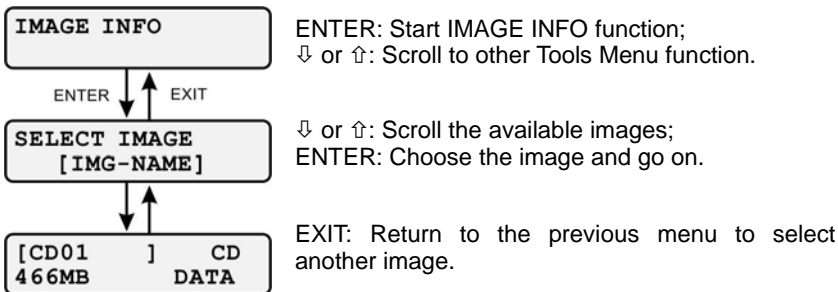 IMAGE INFO
ENTER: Start IMAGE INFO function;
⇩ or ⇧: Scroll to other Tools Menu function.
ENTER EXIT
SELECT IMAGE
[IMG-NAME]
⇩ or ⇧: Scroll the available images;
ENTER: Choose the image and go on.
[CD01 ] CD
466MB DATA
EXIT: Return to the previous menu to select
another image.